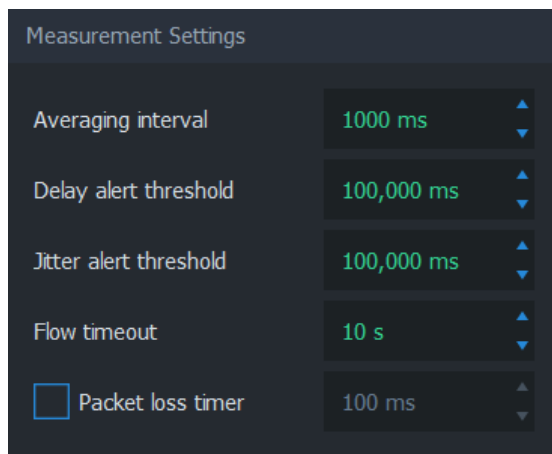 Measurement Settings
Averaging interval 1000 ms
Delay alert threshold 100,000 ms
Jitter alert threshold 100,000 ms
Flow timeout 10 s
Packet loss timer 100 ms